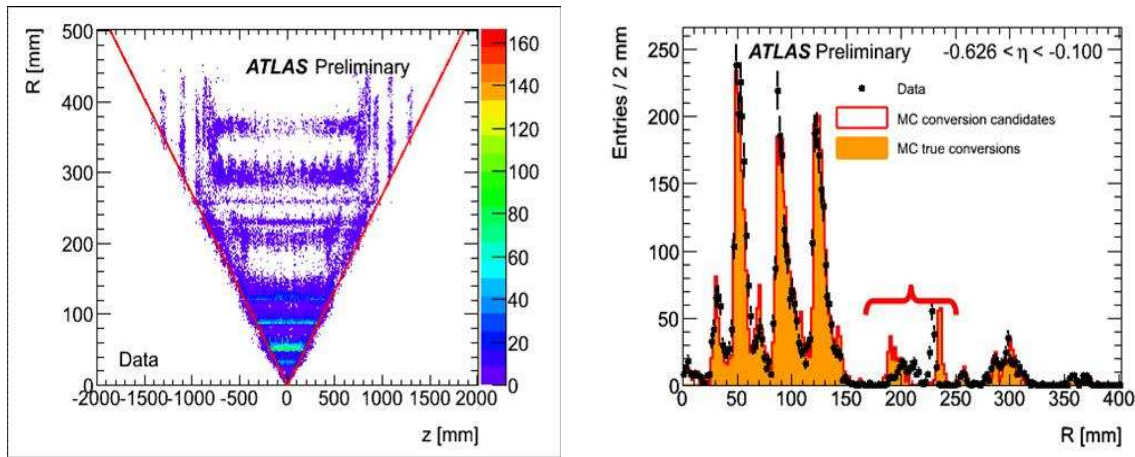 R [mm]
500
400
300
200
100
0
ATLAS Preliminary
Data
-2000-1500-1000 -500 0 500 1000 1500 2000
z [mm]
160
140
120
100
80
60
40
20
0
Entries / 2 mm
250
200
150
100
50
0
ATLAS Preliminary -0.626 < η < -0.100
Data
MC conversion candidates
MC true conversions
0 50 100 150 200 250 300 350 400
R [mm]